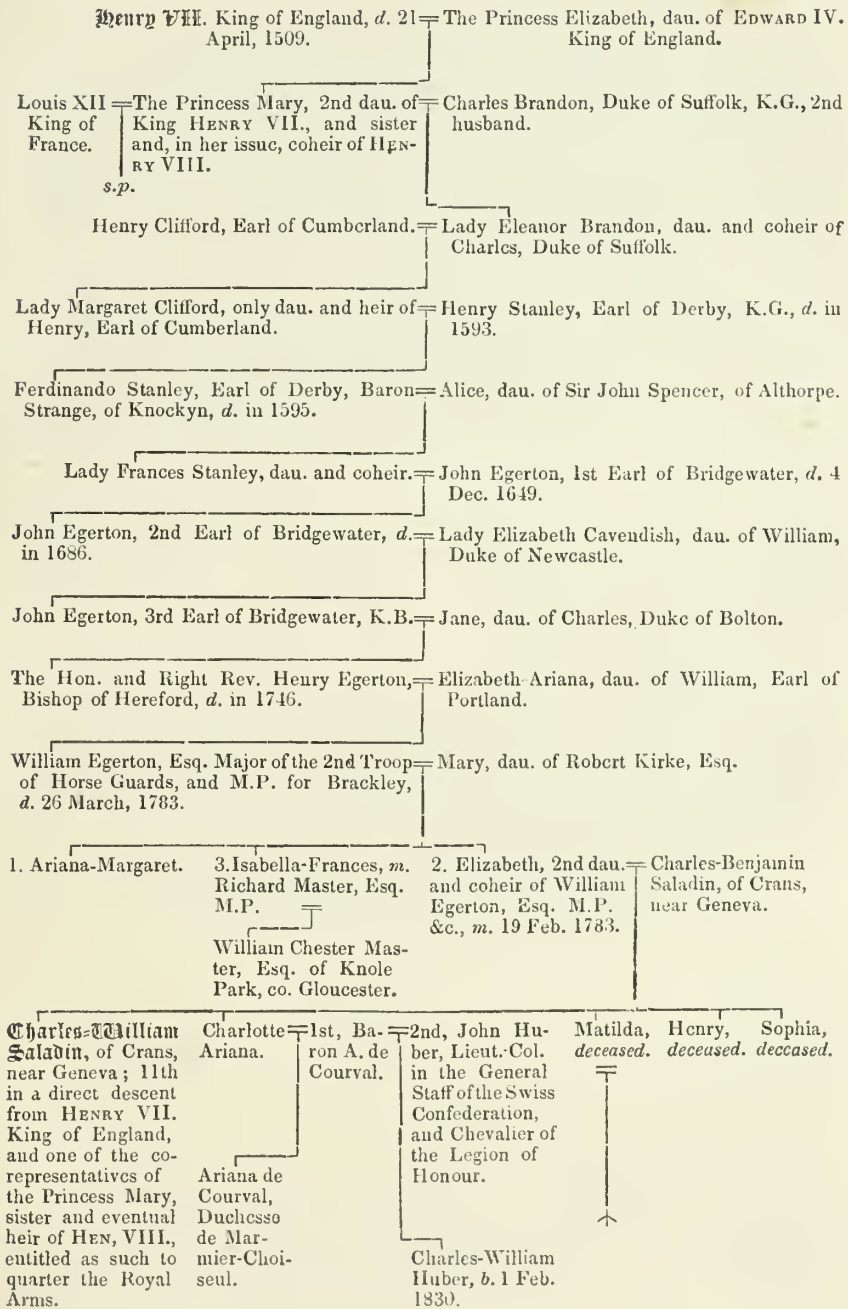 Henry VII. King of England, d. 21
April, 1509.
The Princess Elizabeth, dau. of EDWARD IV.
King of England.
Louis XII
King of
France.
s.p.
The Princess Mary, 2nd dau. of
King HENRY VII., and sister
and, in her issue, coheir of HEN-
RY VIII.
Charles Brandon, Duke of Suffolk, K.G., 2nd
husband.
Henry Clifford, Earl of Cumberland.
Lady Eleanor Brandon, dau. and coheir of
Charles, Duke of Suffolk.
Lady Margaret Clifford, only dau. and heir of
Henry, Earl of Cumberland.
Henry Stanley, Earl of Derby, K.G., d. in
1593.
Ferdinando Stanley, Earl of Derby, Baron
Strange, of Knockyn, d. in 1595.
Alice, dau. of Sir John Spencer, of Althorpe.
Lady Frances Stanley, dau. and coheir.
John Egerton, 1st Earl of Bridgewater, d. 4
Dec. 1649.
John Egerton, 2nd Earl of Bridgewater, d.
in 1686.
Lady Elizabeth Cavendish, dau. of William,
Duke of Newcastle.
John Egerton, 3rd Earl of Bridgewater, K.B.
Jane, dau. of Charles, Duke of Bolton.
The Hon. and Right Rev. Henry Egerton,
Bishop of Hereford, d. in 1746.
Elizabeth-Ariana, dau. of William, Earl of
Portland.
William Egerton, Esq. Major of the 2nd Troop
of Horse Guards, and M.P. for Brackley,
d. 26 March, 1783.
Mary, dau. of Robert Kirke, Esq.
1. Ariana-Margaret.
3. Isabella-Frances, m.
Richard Master, Esq.
M.P.
William Chester Mas-
ter, Esq. of Knole
Park, co. Gloucester.
2. Elizabeth, 2nd dau.
and coheir of William
Egerton, Esq. M.P.
&c., m. 19 Feb. 1783.
Charles-Benjamin
Saladin, of Crans,
near Geneva.
Charles-William
Saladin, of Crans,
near Geneva; 11th
in a direct descent
from HENRY VII.
King of England,
and one of the co-
representatives of
the Princess Mary,
sister and eventual
heir of HEN, VIII.,
entitled as such to
quarter the Royal
Arms.
Charlotte
Ariana.
1st, Ba-
ron A. de
Courval.
Ariana de
Courval,
Duchesse
de Mar-
mier-Choi-
seul.
2nd, John Hu-
ber, Lieut.-Col.
in the General
Staff of the Swiss
Confederation,
and Chevalier of
the Legion of
Honour.
Charles-William
Huber, b. 1 Feb.
1830.
Matilda,
deceased.
Henry,
deceased.
Sophia,
deceased.